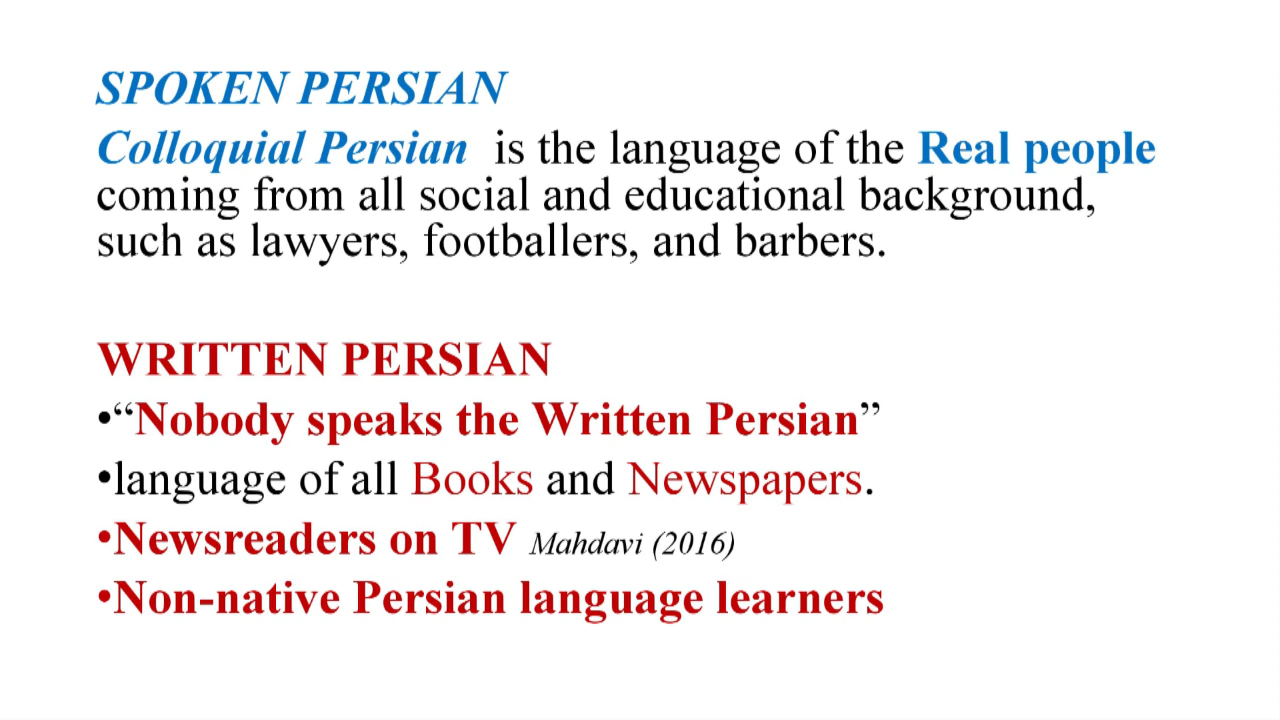 SPOKEN PERSIAN
Colloquial Persian is the language of the Real people
coming from all social and educational background,
such as lawyers, footballers, and barbers.
WRITTEN PERSIAN
•“Nobody speaks the Written Persian”
•language of all Books and Newspapers.
•Newsreaders on TV Mahdavi (2016)
•Non-native Persian language learners